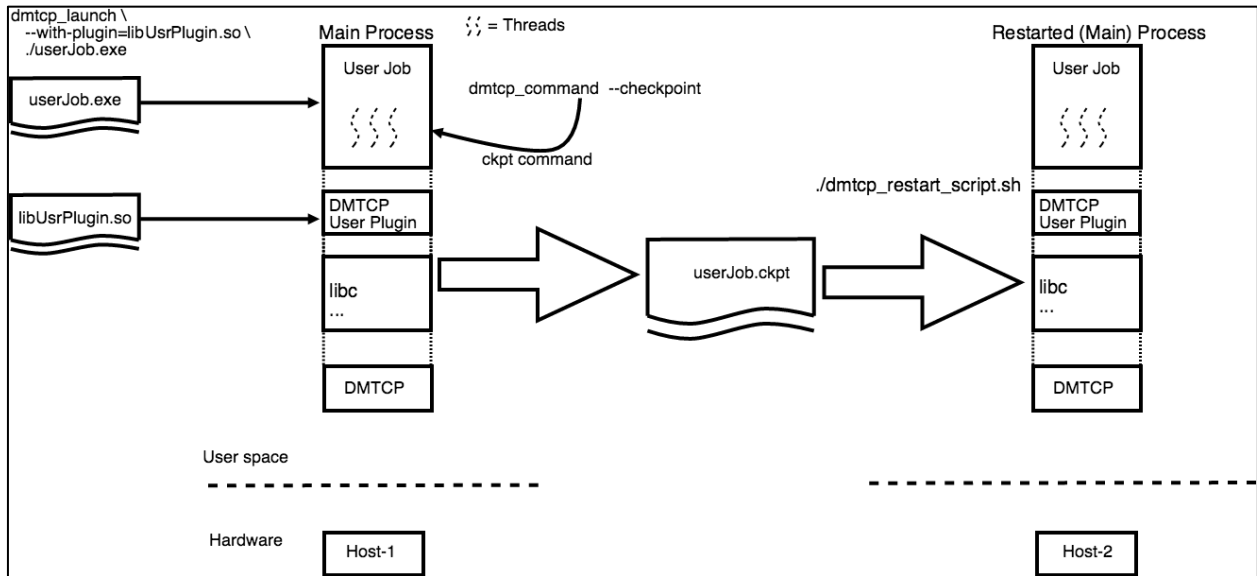 dmtcp_launch \
--with-plugin=libUsrPlugin.so \
./userJob.exe
= Threads
Main Process
Restarted (Main) Process
User Job
User Job
userJob.exe
dmtcp_command --checkpoint
ckpt command
./dmtcp_restart_script.sh
libUsrPlugin.so
DMTCP
User Plugin
DMTCP
User Plugin
userJob.ckpt
libc
...
libc
...
DMTCP
DMTCP
User space
Hardware
Host-1
Host-2